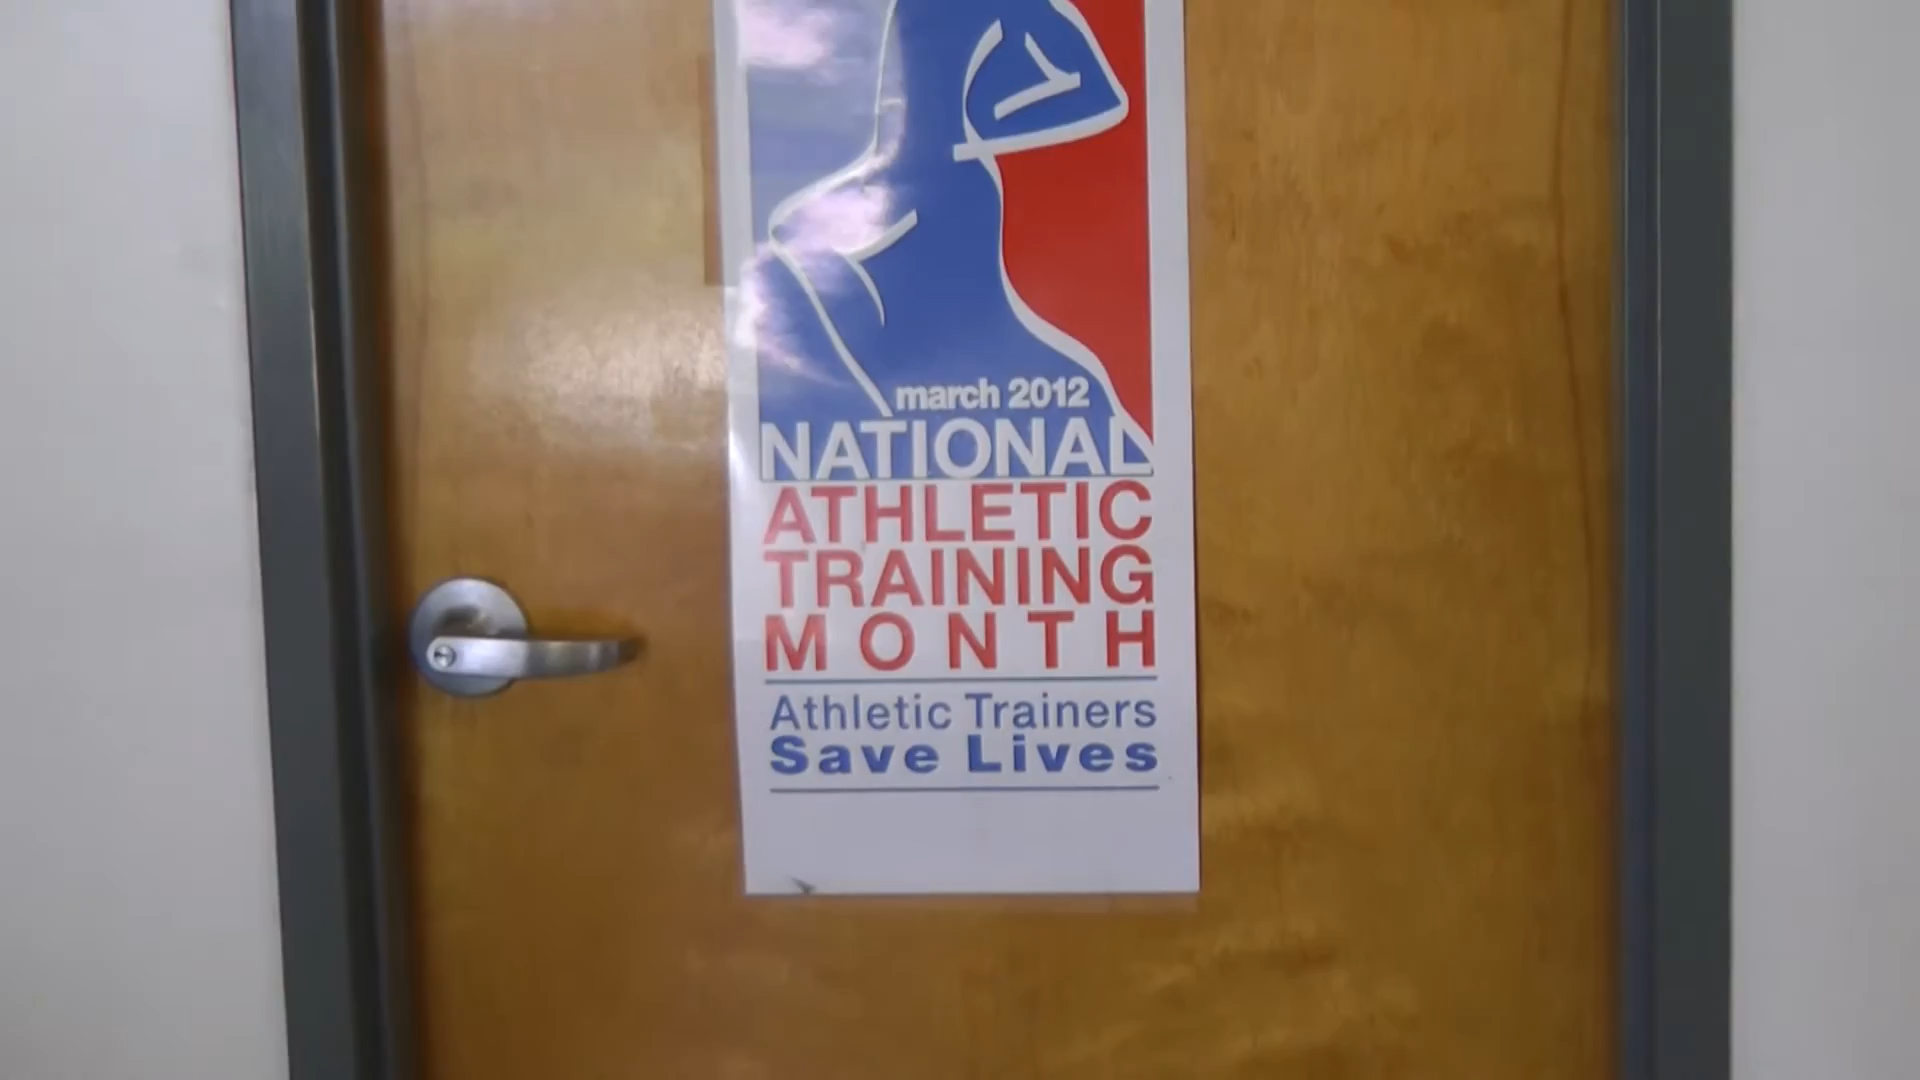 march 2012
NATIONAL
ATHLETIC
TRAINING
MONTH
Athletic Trainers
Save Lives